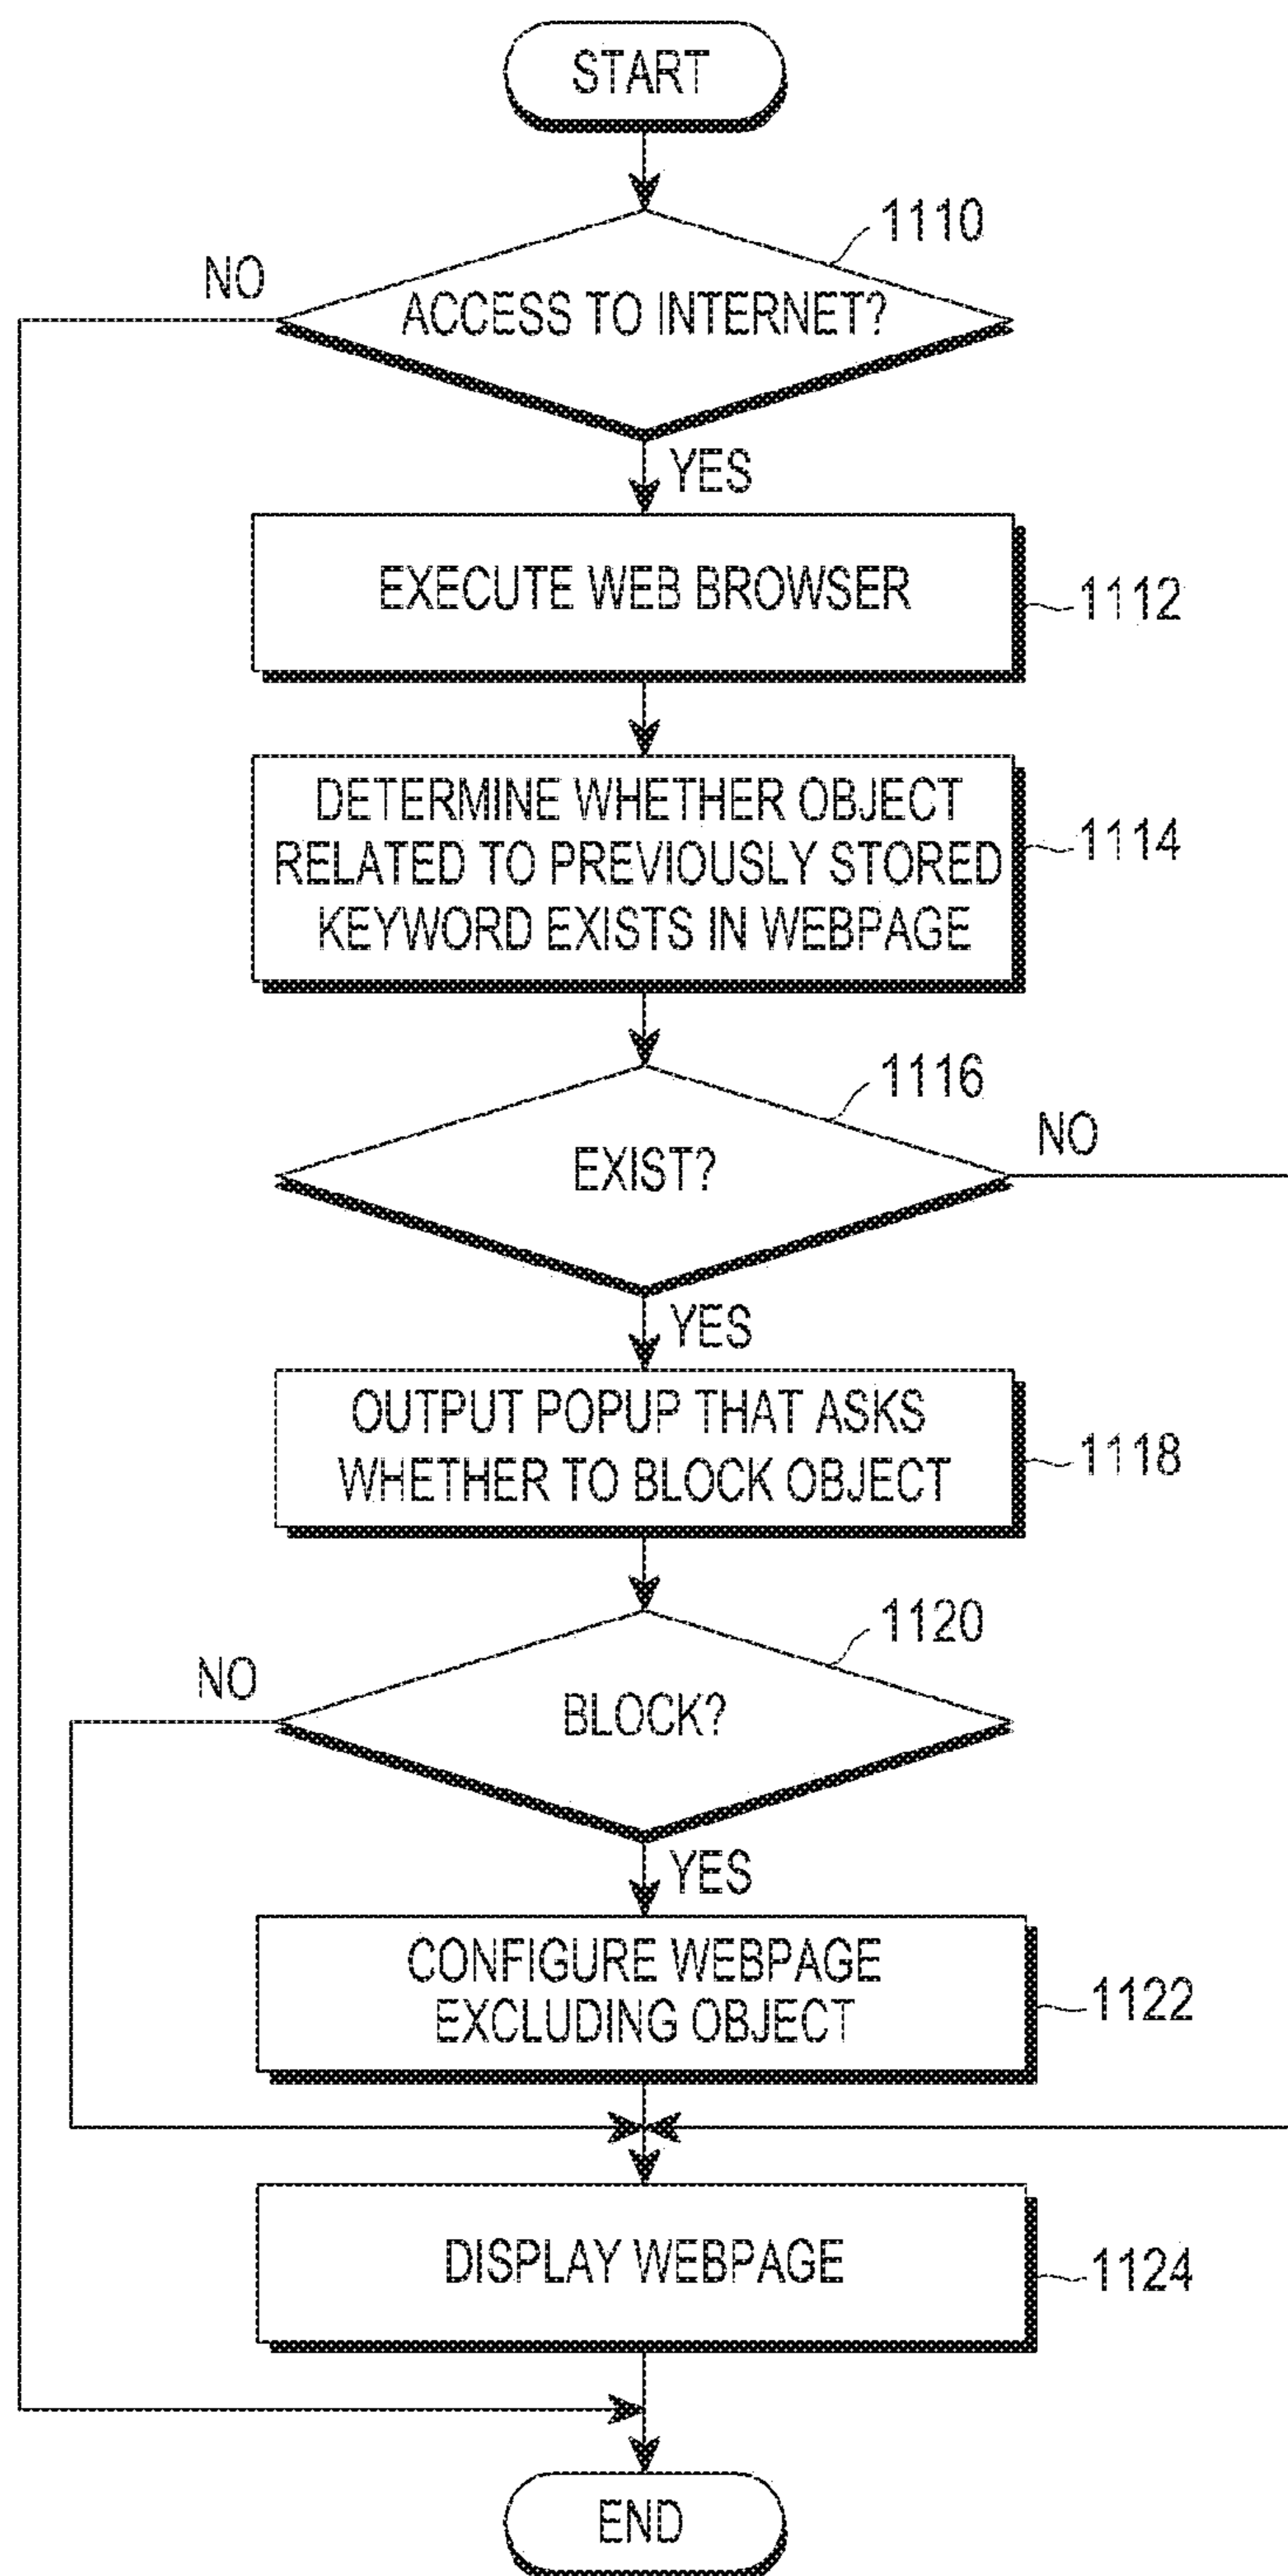 START
1110
NO
ACCESS TO INTERNET?
YES
EXECUTE WEB BROWSER
1112
DETERMINE WHETHER OBJECT
RELATED TO PREVIOUSLY STORED
KEYWORD EXISTS IN WEBPAGE
1114
1116
NO
EXIST?
YES
OUTPUT POPUP THAT ASKS
WHETHER TO BLOCK OBJECT
1118
1120
NO
BLOCK?
YES
CONFIGURE WEBPAGE
EXCLUDING OBJECT
1122
DISPLAY WEBPAGE
1124
END